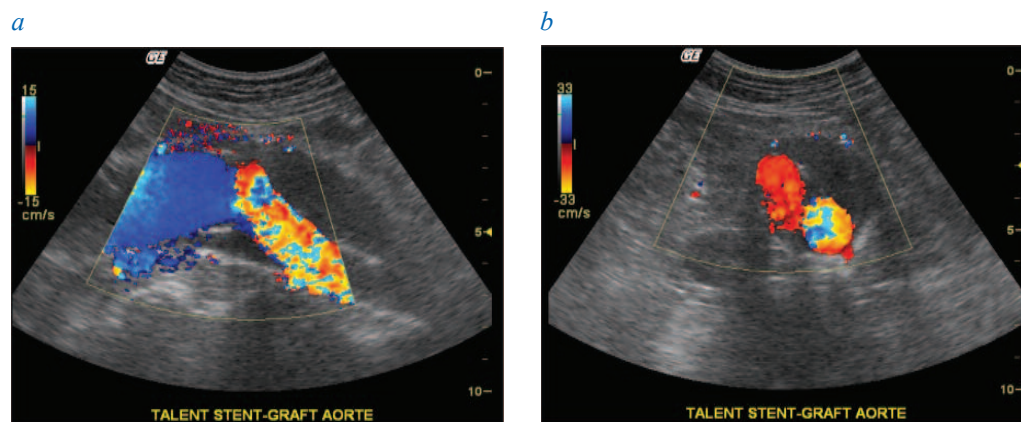 a
b
GE
15
-15
cm/s
0
5
10
TALENT STENT-GRAFT AORTE
GE
33
-33
cm/s
0
5
10
TALENT STENT-GRAFT AORTE